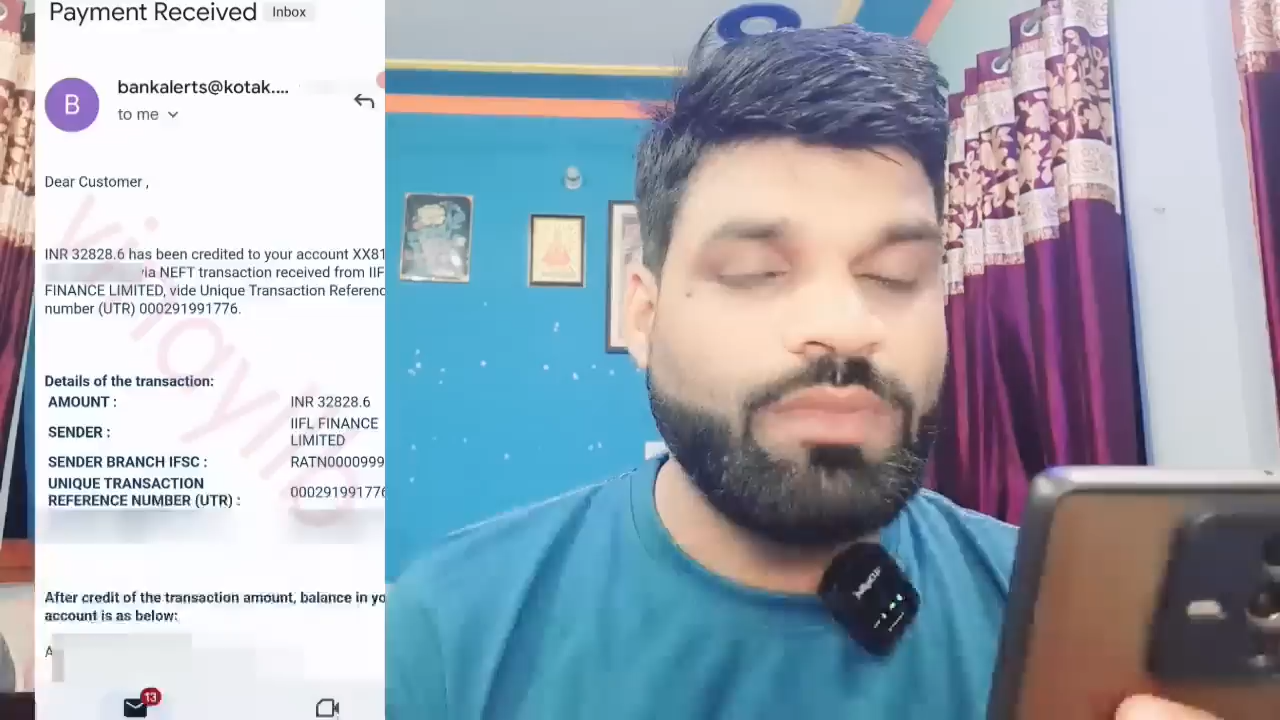 Payment Received Inbox
B
bankalerts@kotak....
to me
Dear Customer ,
INR 32828.6 has been credited to your account XX81
via NEFT transaction received from IIF
FINANCE LIMITED, vide Unique Transaction Referenc
number (UTR) 000291991776.
Details of the transaction:
AMOUNT : INR 32828.6
SENDER : IIFL FINANCE LIMITED
SENDER BRANCH IFSC : RATN0000999
UNIQUE TRANSACTION
REFERENCE NUMBER (UTR) : 000291991776
After credit of the transaction amount, balance in yo
account is as below:
A
13